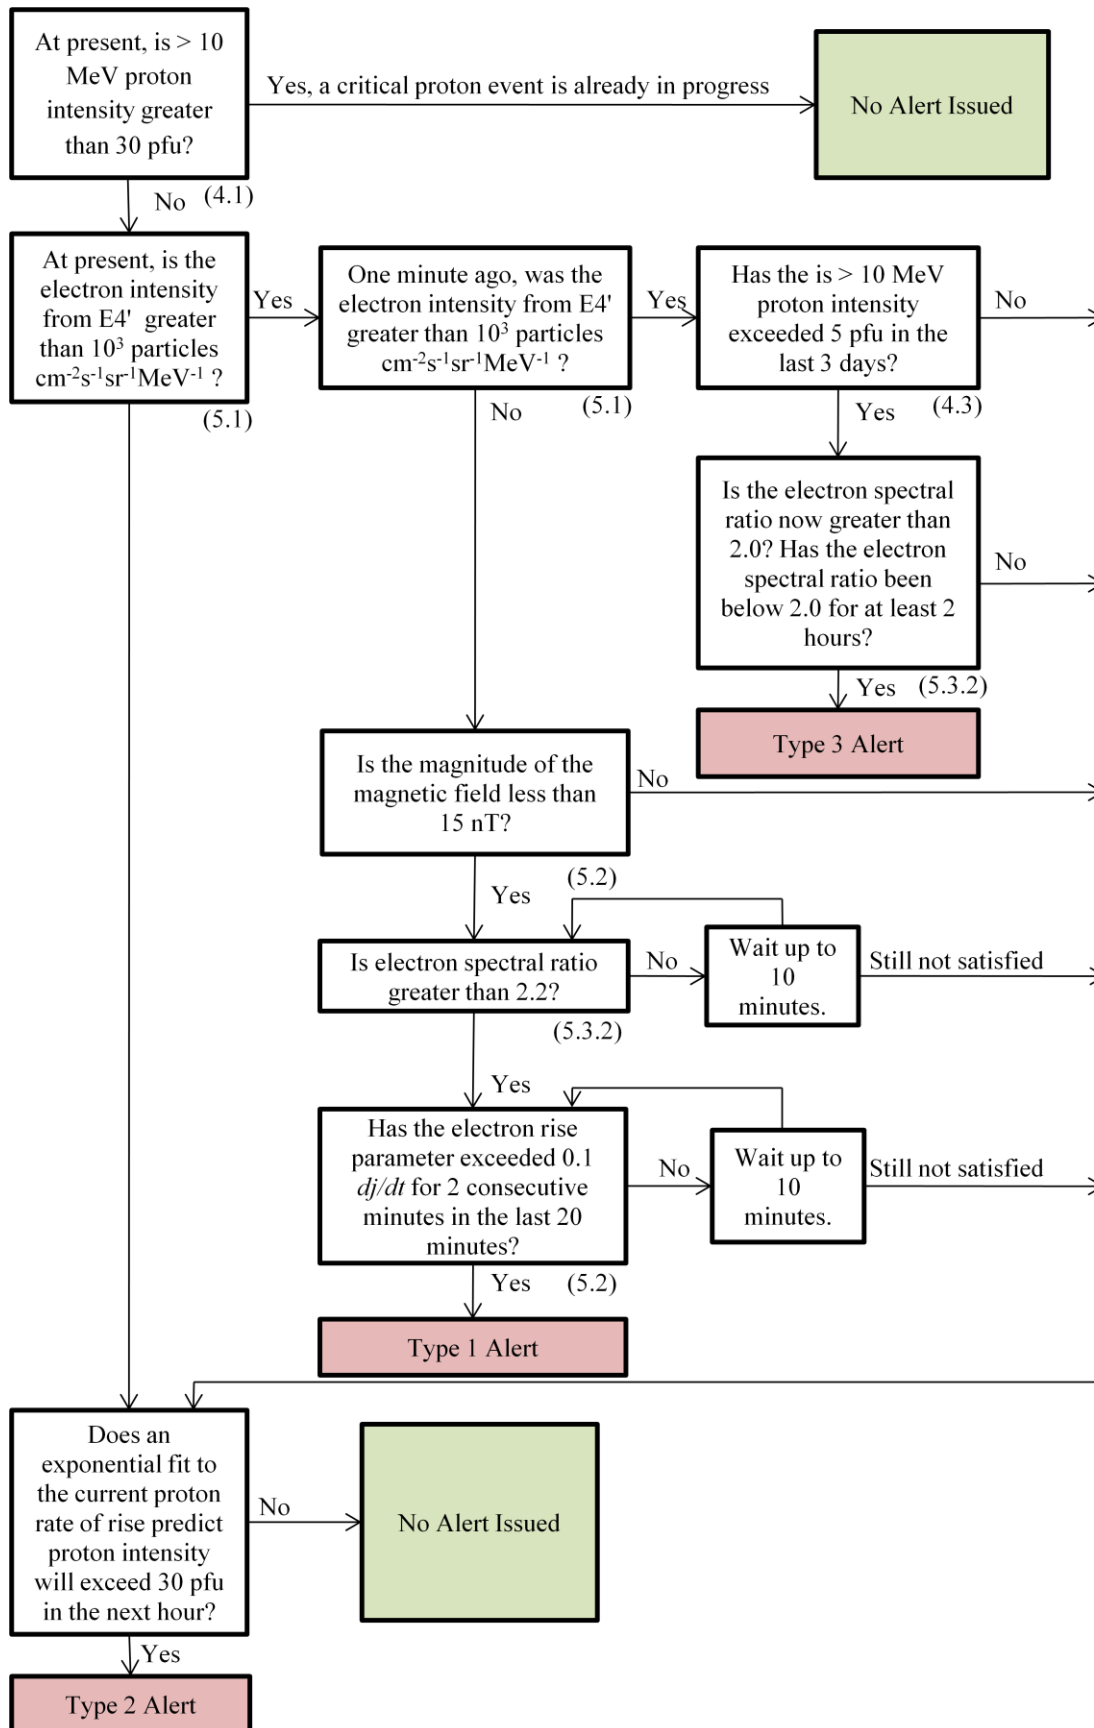 At present, is > 10
MeV proton
intensity greater
than 30 pfu?
Yes, a critical proton event is already in progress
No Alert Issued
No
(4.1)
At present, is the
electron intensity
from E4' greater
than 10³ particles
cm⁻²s⁻¹sr⁻¹MeV⁻¹ ?
Yes
(5.1)
One minute ago, was the
electron intensity from E4'
greater than 10³ particles
cm⁻²s⁻¹sr⁻¹MeV⁻¹ ?
Yes
No
(5.1)
Has the is > 10 MeV
proton intensity
exceeded 5 pfu in the
last 3 days?
No
Yes
(4.3)
Is the electron spectral
ratio now greater than
2.0? Has the electron
spectral ratio been
below 2.0 for at least 2
hours?
No
Yes
(5.3.2)
Type 3 Alert
Is the magnitude of the
magnetic field less than
15 nT?
No
Yes
(5.2)
Is electron spectral ratio
greater than 2.2?
No
Wait up to
10
minutes.
Still not satisfied
(5.3.2)
Yes
Has the electron rise
parameter exceeded 0.1
dj/dt for 2 consecutive
minutes in the last 20
minutes?
No
Wait up to
10
minutes.
Still not satisfied
Yes
(5.2)
Type 1 Alert
Does an
exponential fit to
the current proton
rate of rise predict
proton intensity
will exceed 30 pfu
in the next hour?
No
No Alert Issued
Yes
Type 2 Alert